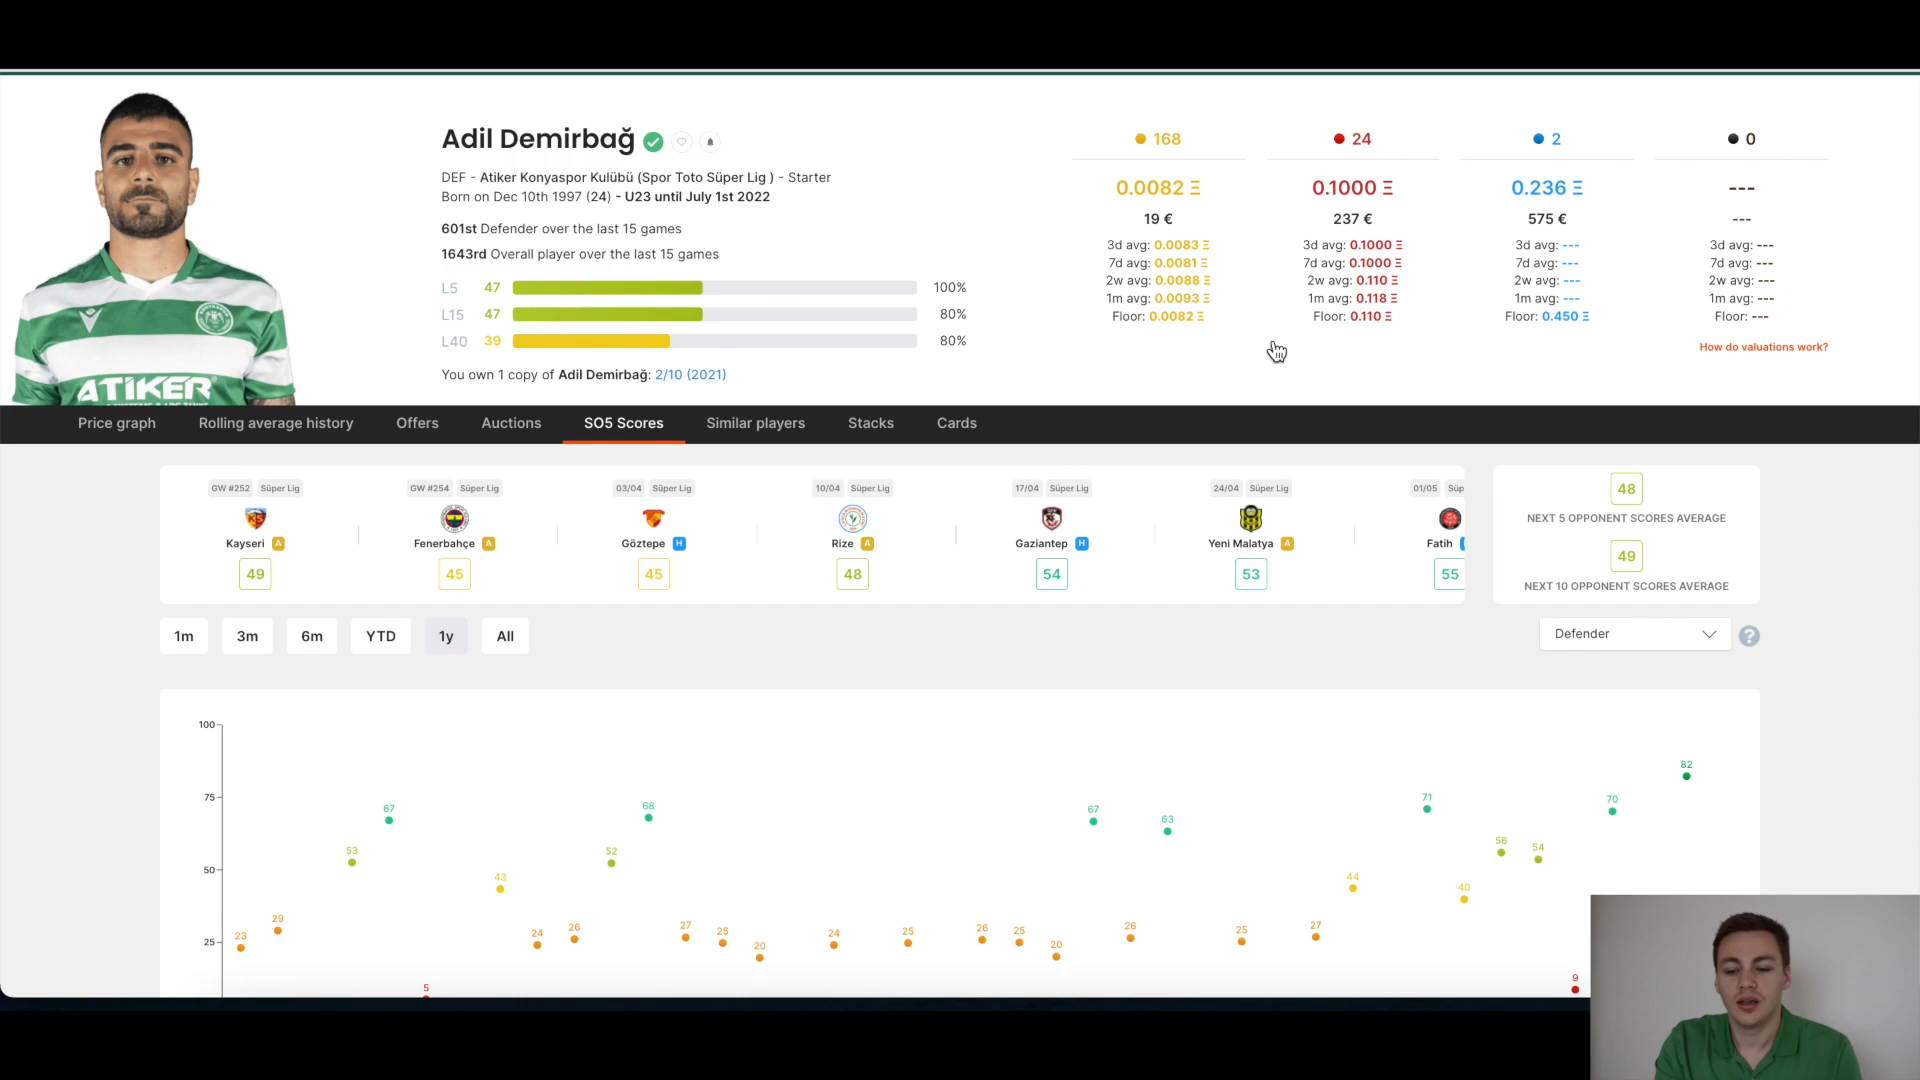 Adil Demirbağ
DEF - Atiker Konyaspor Kulübü (Spor Toto Süper Lig ) - Starter
Born on Dec 10th 1997 (24) - U23 until July 1st 2022
601st Defender over the last 15 games
1643rd Overall player over the last 15 games
L5 47 100%
L15 47 80%
L40 39 80%
You own 1 copy of Adil Demirbağ: 2/10 (2021)
168
0.0082 Ξ
19 €
3d avg: 0.0083 Ξ
7d avg: 0.0081 Ξ
2w avg: 0.0088 Ξ
1m avg: 0.0093 Ξ
Floor: 0.0082 Ξ
24
0.1000 Ξ
237 €
3d avg: 0.1000 Ξ
7d avg: 0.1000 Ξ
2w avg: 0.110 Ξ
1m avg: 0.118 Ξ
Floor: 0.110 Ξ
2
0.236 Ξ
575 €
3d avg: ---
7d avg: ---
2w avg: ---
1m avg: ---
Floor: 0.450 Ξ
0
---
---
3d avg: ---
7d avg: ---
2w avg: ---
1m avg: ---
Floor: ---
How do valuations work?
ATİKER
Price graph Rolling average history Offers Auctions SO5 Scores Similar players Stacks Cards
GW #252 Süper Lig
Kayseri A
49
GW #254 Süper Lig
Fenerbahçe A
45
03/04 Süper Lig
Göztepe H
45
10/04 Süper Lig
Rize A
48
17/04 Süper Lig
Gaziantep H
54
24/04 Süper Lig
Yeni Malatya A
53
01/05 Süp
Fatih
55
48
NEXT 5 OPPONENT SCORES AVERAGE
49
NEXT 10 OPPONENT SCORES AVERAGE
1m 3m 6m YTD 1y All
Defender ?
100
75
50
25
23 29 53 67 5 43 24 26 52 68 27 25 20 24 25 26 25 20 67 26 63 25 27 44 71 40 56 54 9 70 82